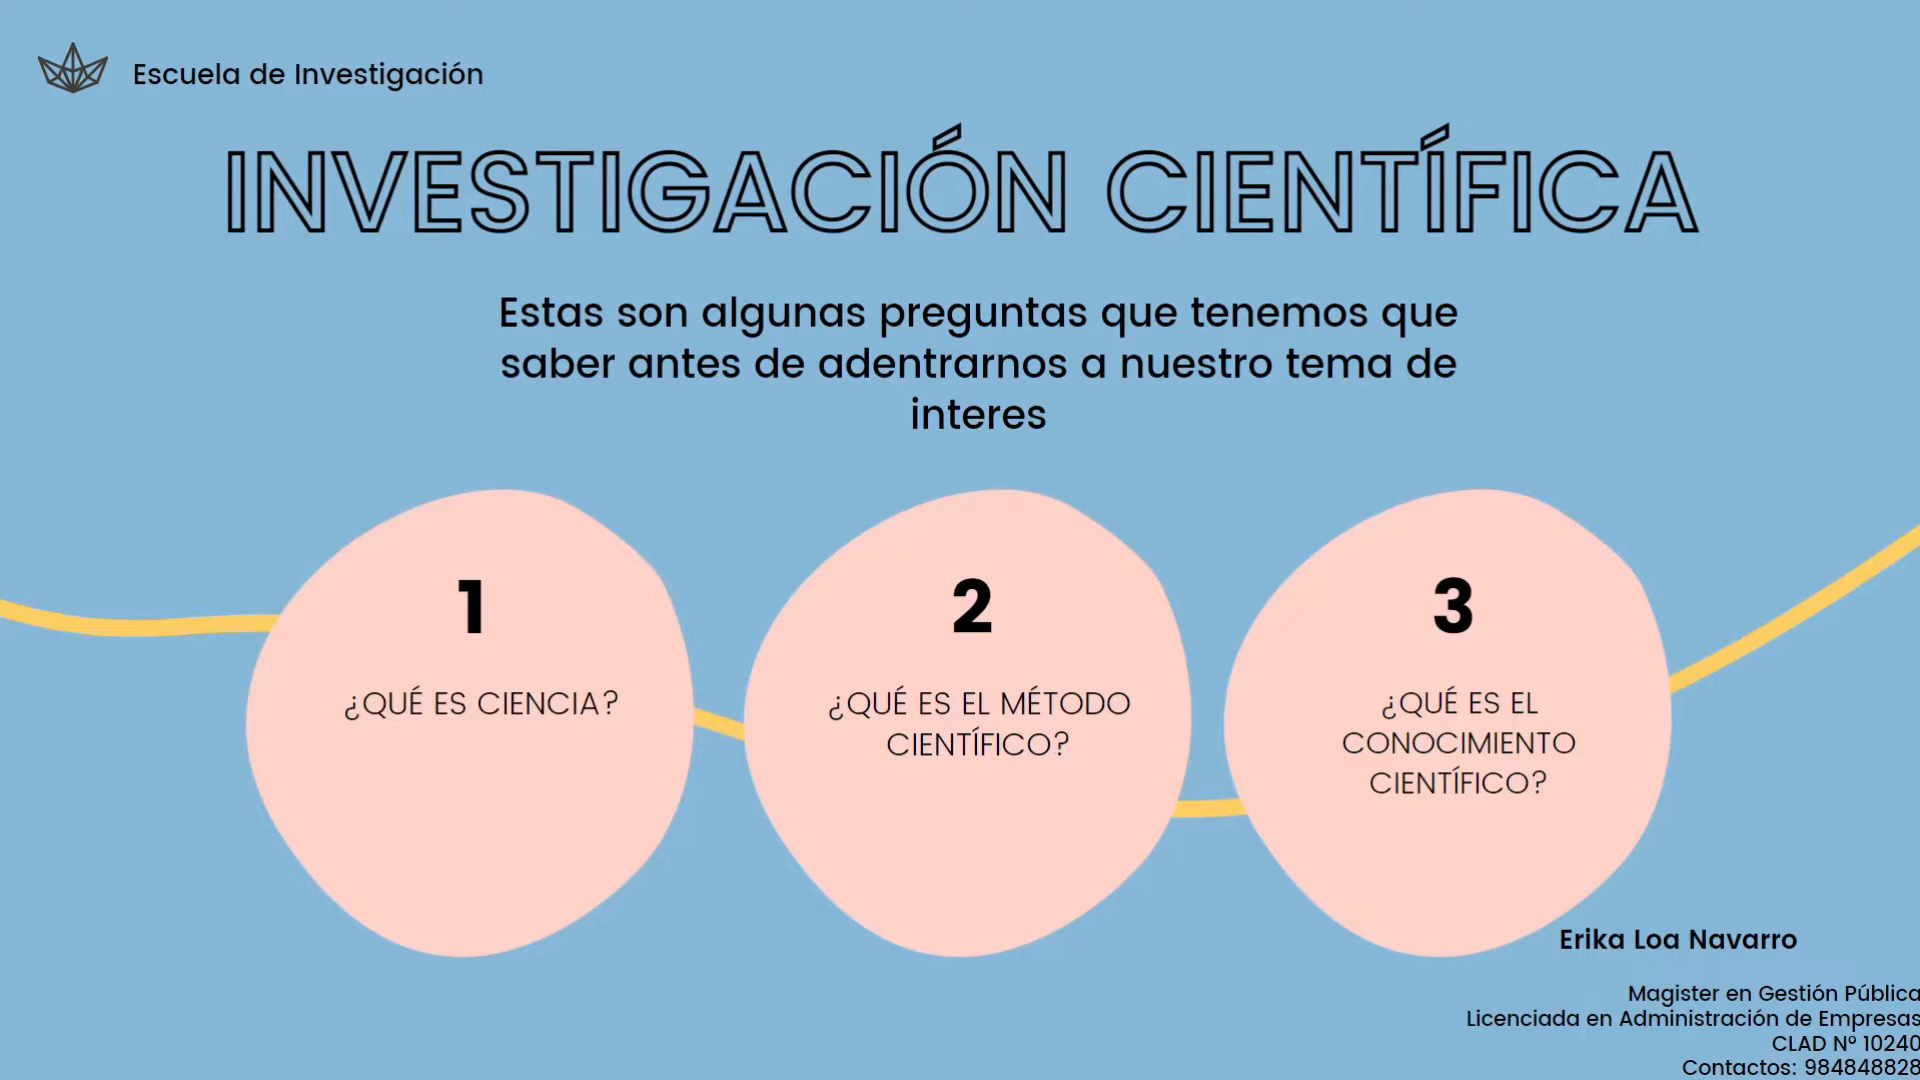 Escuela de Investigación
INVESTIGACIÓN CIENTÍFICA
Estas son algunas preguntas que tenemos que
saber antes de adentrarnos a nuestro tema de
interes
1
¿QUÉ ES CIENCIA?
2
¿QUÉ ES EL MÉTODO
CIENTÍFICO?
3
¿QUÉ ES EL
CONOCIMIENTO
CIENTÍFICO?
Erika Loa Navarro
Magister en Gestión Pública
Licenciada en Administración de Empresas
CLAD Nº 10240
Contactos: 984848828